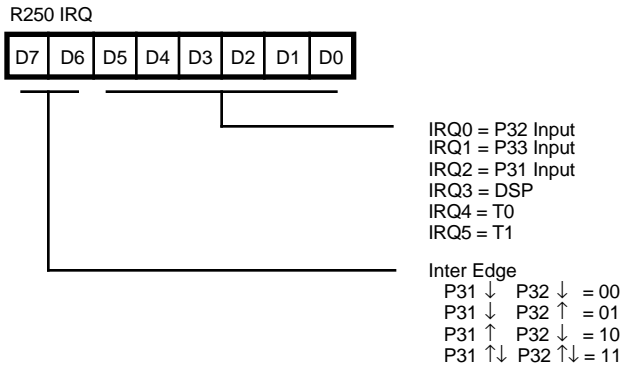 R250 IRQ
D7 D6 D5 D4 D3 D2 D1 D0
IRQ0 = P32 Input
IRQ1 = P33 Input
IRQ2 = P31 Input
IRQ3 = DSP
IRQ4 = T0
IRQ5 = T1
Inter Edge
P31 ↓ P32 ↓ = 00
P31 ↓ P32 ↑ = 01
P31 ↑ P32 ↓ = 10
P31 ↑↓ P32 ↑↓ = 11